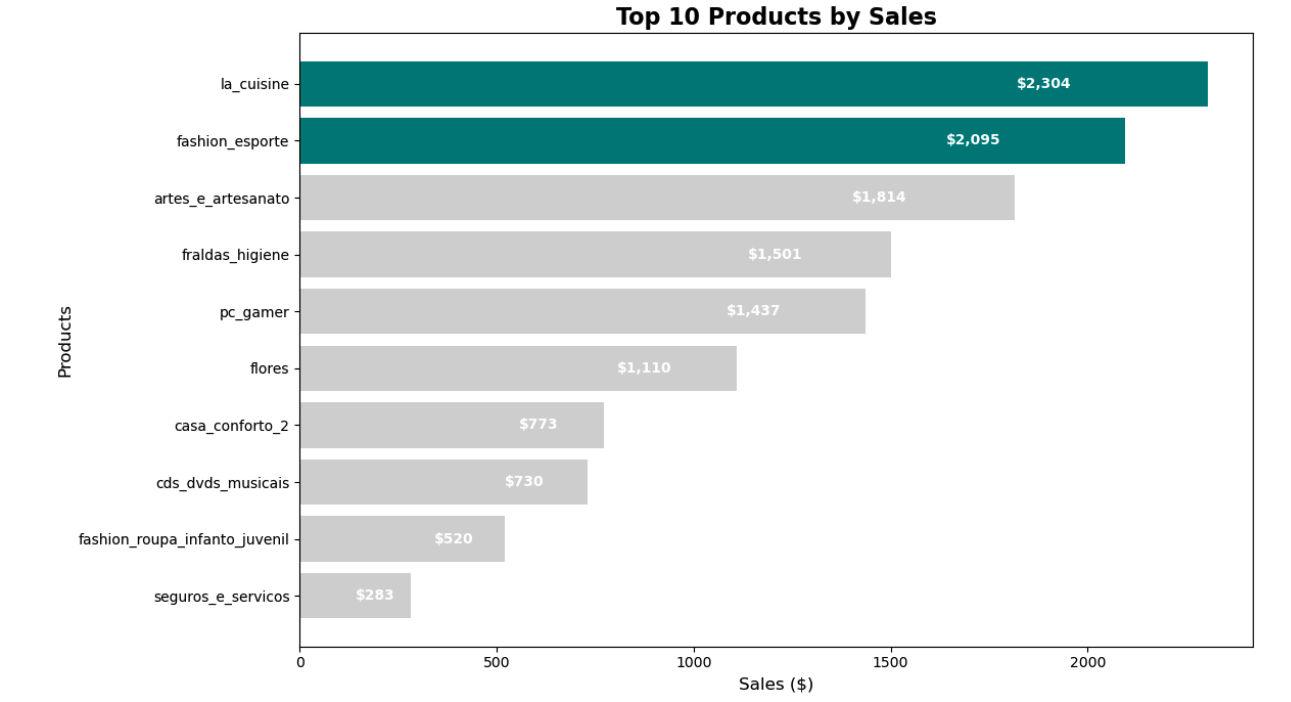 Top 10 Products by Sales
la_cuisine
$2,304
fashion_esporte
$2,095
artes_e_artesanato
$1,814
fraldas_higiene
$1,501
pc_gamer
$1,437
flores
$1,110
casa_conforto_2
$773
cds_dvds_musicais
$730
fashion_roupa_infanto_juvenil
$520
seguros_e_servicos
$283
Products
0 500 1000 1500 2000
Sales ($)